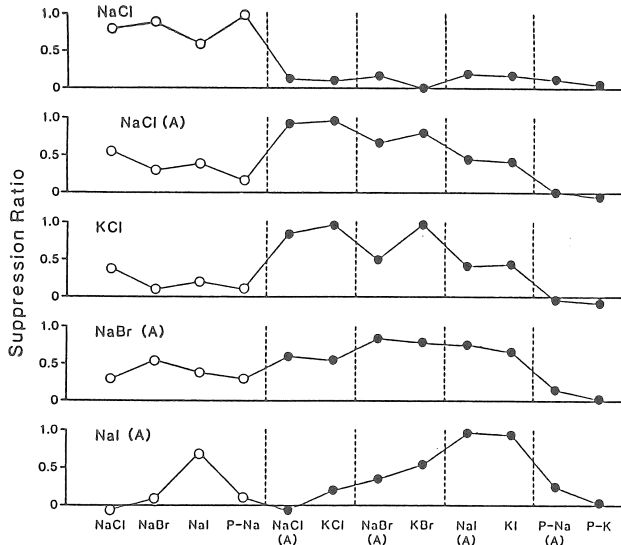 NaCl
1.0
0.5
0
NaCl (A)
1.0
0.5
0
KCl
1.0
0.5
0
NaBr (A)
1.0
0.5
0
NaI (A)
1.0
0.5
0
Suppression Ratio
NaCl NaBr NaI P-Na NaCl KCl NaBr KBr NaI KI P-Na P-K
(A) (A) (A) (A)